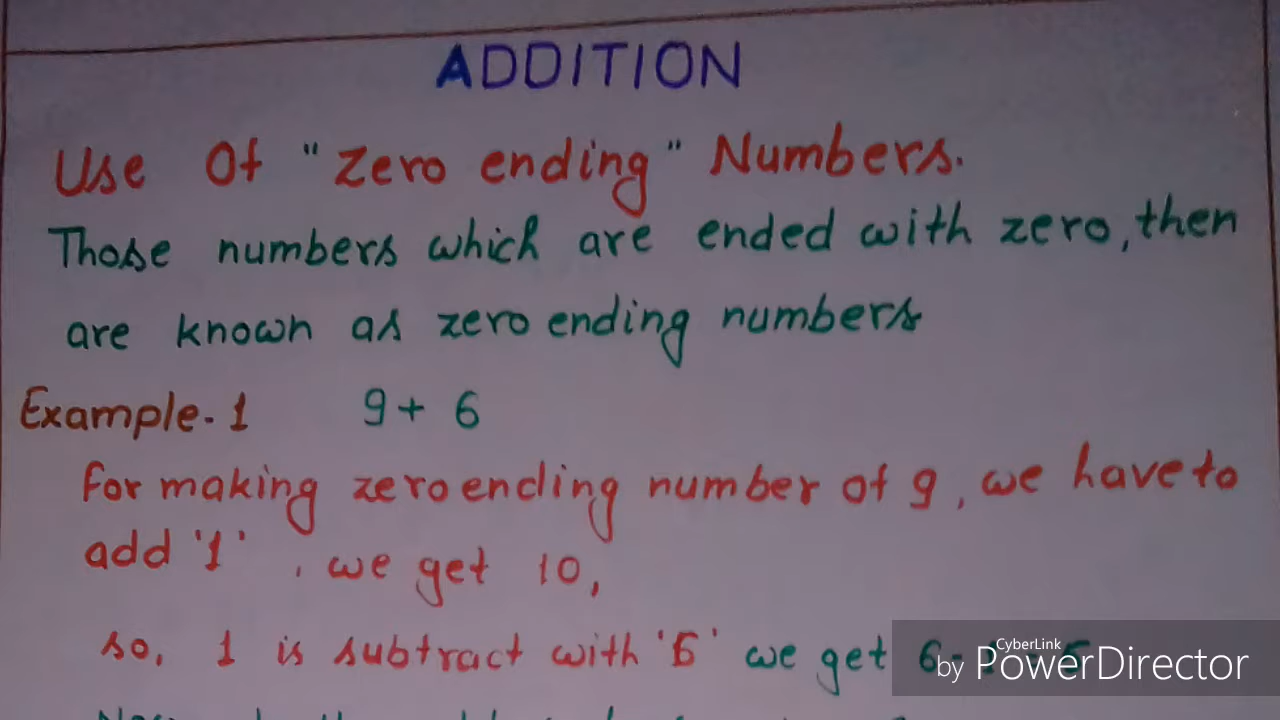 ADDITION
Use Of "Zero ending" Numbers.
Those numbers which are ended with zero, then
are known as zero ending numbers
Example-1 9+ 6
for making zero ending number of 9, we have to
add '1', we get 10,
so, 1 is subtract with '6' we get 6-
CyberLink
by PowerDirector